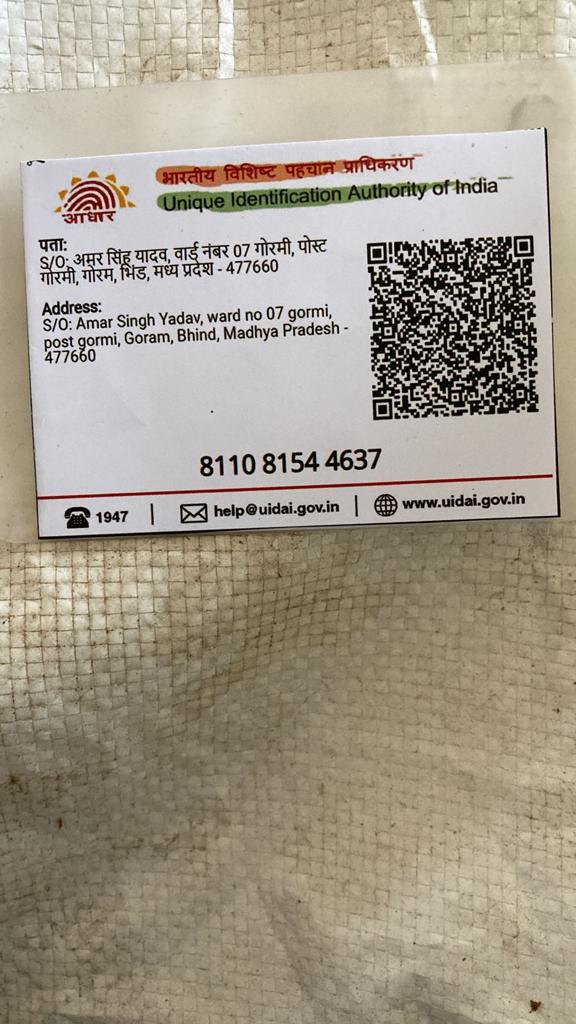 भारतीय विशिष्ट पहचान प्राधिकरण
Unique Identification Authority of India
आधार
पता:
S/O: अमर सिंह यादव, वार्ड नंबर 07 गोरमी, पोस्ट
गोरमी, गोरम, भिंड, मध्य प्रदेश - 477660
Address:
S/O: Amar Singh Yadav, ward no 07 gormi,
post gormi, Goram, Bhind, Madhya Pradesh -
477660
8110 8154 4637
1947 | help@uidai.gov.in | www.uidai.gov.in